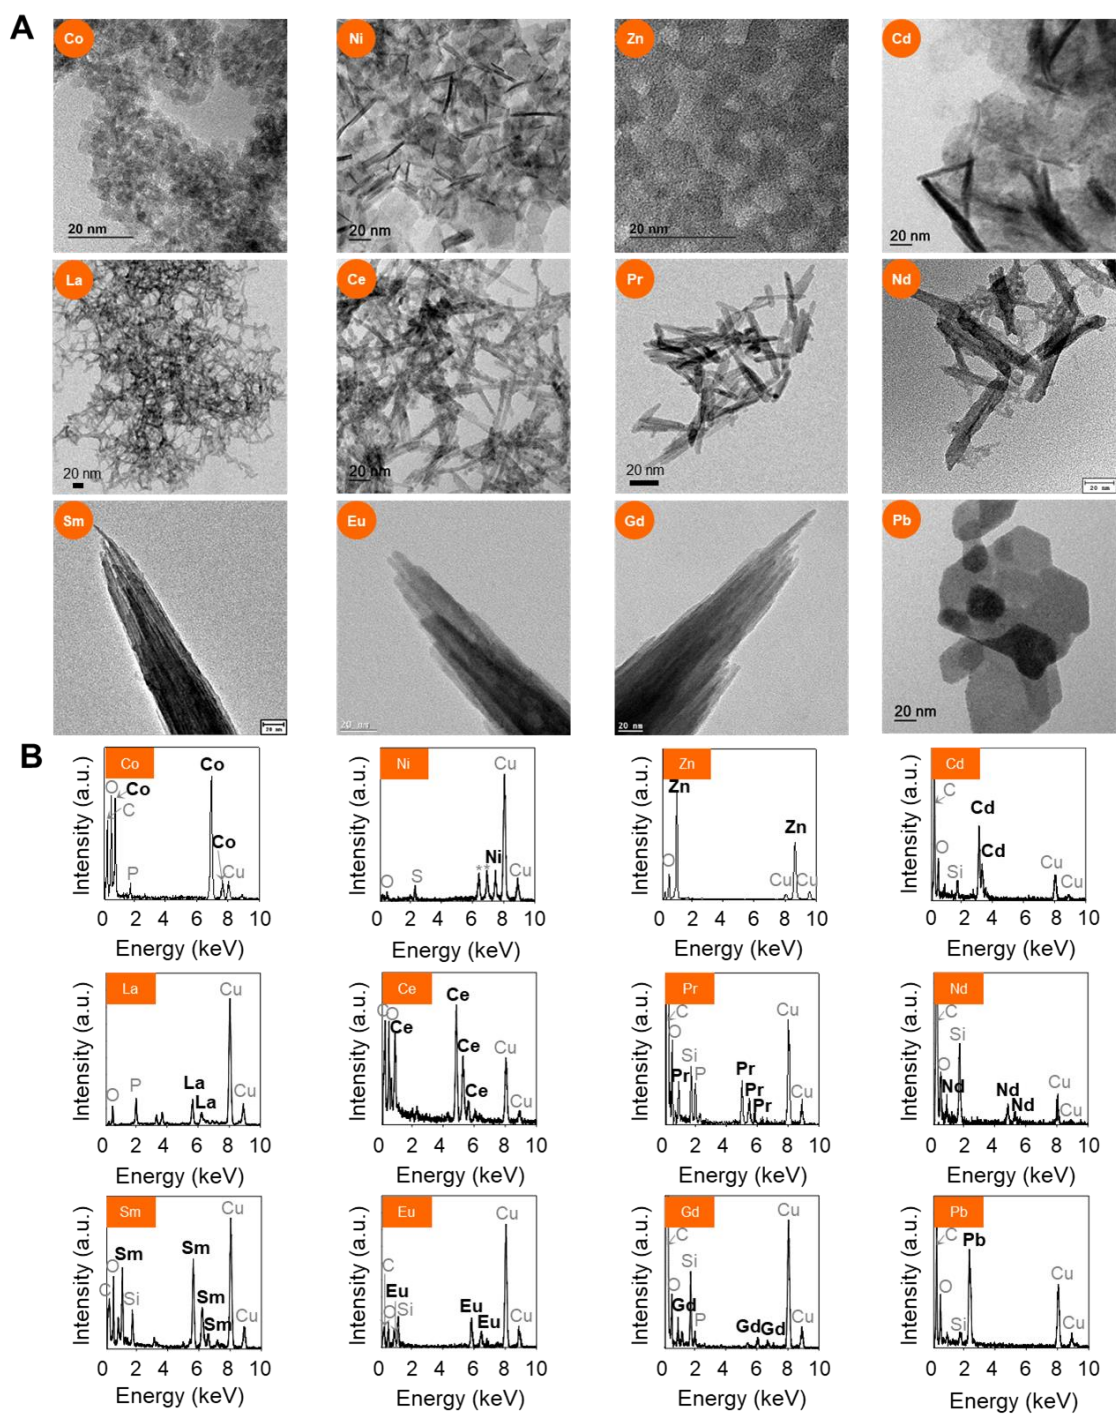 A
Co
Ni
Zn
Cd
20 nm
20 nm
20 nm
20 nm
La
Ce
Pr
Nd
20 nm
20 nm
20 nm
20 nm
Sm
Eu
Gd
Pb
20 nm
20 nm
20 nm
20 nm
B
Intensity (a.u.)
Co
O
Co
C
P
Co
Co
Cu
0 2 4 6 8 10
Energy (keV)
Intensity (a.u.)
Ni
O
S
* *
Ni
Cu
Cu
0 2 4 6 8 10
Energy (keV)
Intensity (a.u.)
Zn
Zn
O
Zn
Cu Cu
0 2 4 6 8 10
Energy (keV)
Intensity (a.u.)
Cd
C
O
Si
Cd
Cd
Cu
Cu
0 2 4 6 8 10
Energy (keV)
Intensity (a.u.)
La
O
P
La
La
Cu
Cu
0 2 4 6 8 10
Energy (keV)
Intensity (a.u.)
Ce
C O
Ce
Ce
Ce
Ce
Cu
Cu
0 2 4 6 8 10
Energy (keV)
Intensity (a.u.)
Pr
C
O
Pr
Si
P
Pr
Pr
Pr
Cu
Cu
0 2 4 6 8 10
Energy (keV)
Intensity (a.u.)
Nd
C
O
Nd
Si
Nd
Nd
Cu
Cu
0 2 4 6 8 10
Energy (keV)
Intensity (a.u.)
Sm
C
O
Sm
Si
Sm
Sm
Sm
Cu
Cu
0 2 4 6 8 10
Energy (keV)
Intensity (a.u.)
Eu
C
O
Eu
Si
Eu
Eu
Cu
Cu
0 2 4 6 8 10
Energy (keV)
Intensity (a.u.)
Gd
C
O
Gd
Si
P
Gd Gd
Cu
Cu
0 2 4 6 8 10
Energy (keV)
Intensity (a.u.)
Pb
C
O
Si
Pb
Cu
Cu
0 2 4 6 8 10
Energy (keV)